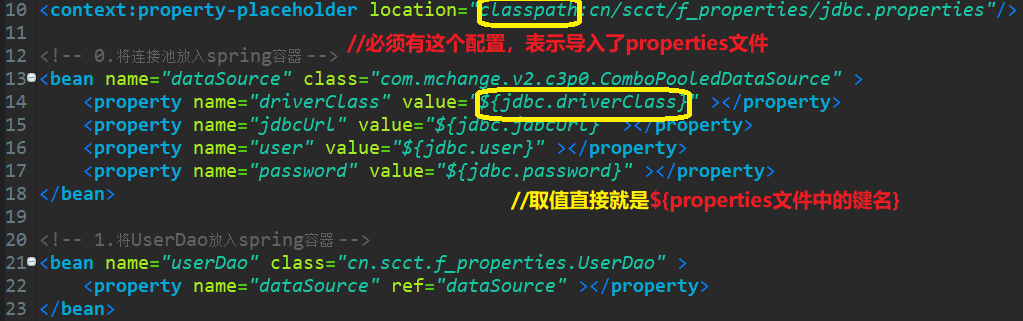 10 <context:property-placeholder location="classpath:cn/scct/f_properties/jdbc.properties"/>
11 //必须有这个配置，表示导入了properties文件
12 <!-- 0.将连接池放入spring容器 -->
13 <bean name="dataSource" class="com.mchange.v2.c3p0.ComboPooledDataSource" >
14 <property name="driverClass" value="${jdbc.driverClass}" ></property>
15 <property name="jdbcUrl" value="${jdbc.jdbcUrl}" ></property>
16 <property name="user" value="${jdbc.user}" ></property>
17 <property name="password" value="${jdbc.password}" ></property>
18 </bean> //取值直接就是${properties文件中的键名}
19
20 <!-- 1.将UserDao放入spring容器 -->
21 <bean name="userDao" class="cn.scct.f_properties.UserDao" >
22 <property name="dataSource" ref="dataSource" ></property>
23 </bean>